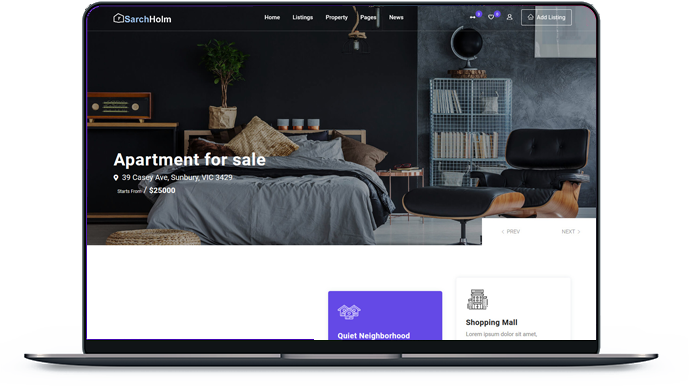 SarchHolm
Home Listings Property Pages News
0 0 Add Listing
Apartment for sale
39 Casey Ave, Sunbury, VIC 3429
Starts From / $25000
PREV NEXT
Shopping Mall
Quiet Neighborhood
Lorem ipsum dolor sit amet,